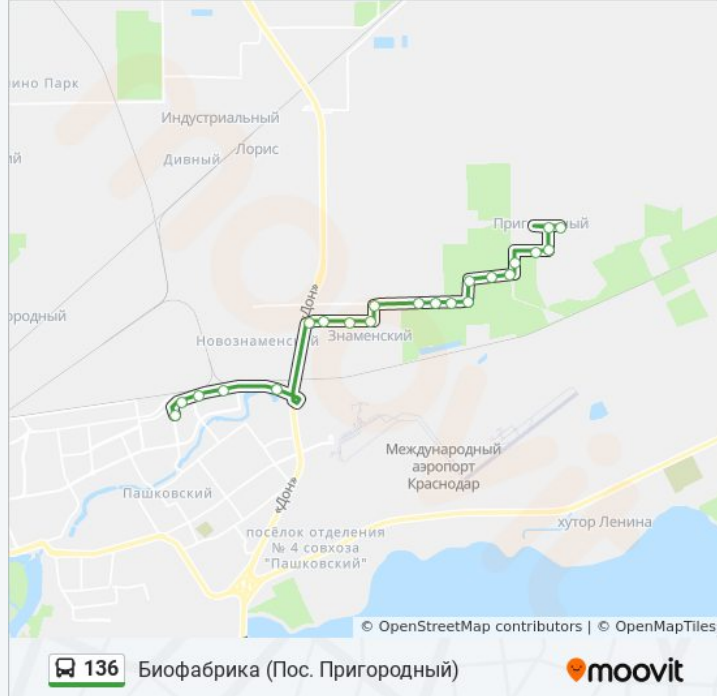 ино Парк
Индустриальный
Лорис
Дивный
ий
Пригородный
«Дон»
ородный
Новознаменский
Знаменский
Международный
аэропорт
Краснодар
Пашковский
«Дон»
хутор Ленина
посёлок отделения
№ 4 совхоза
"Пашковский"
© OpenStreetMap contributors | © OpenMapTiles
136 Биофабрика (Пос. Пригородный)
moovit